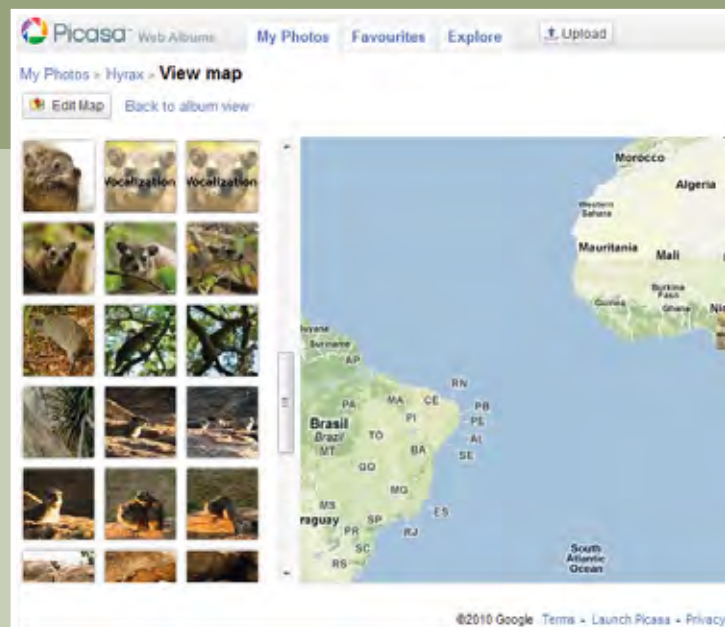 Picasa™ Web Albums My Photos Favourites Explore Upload
My Photos » Hyrax » View map
Edit Map Back to album view
Vocalization Vocalization
Morocco
Algeria
Western
Sahara
Mauritania Mali
Burkina
Faso
Guinea Ghana
uyana
Suriname
AP
RN
PA MA CE PB
PI PE
Brasil AL
Brazil TO
MT BA SE
GO
MG
MS ES
raguay SP
PR RJ
SC
RS
South
Atlantic
Ocean
©2010 Google Terms - Launch Picasa - Privacy